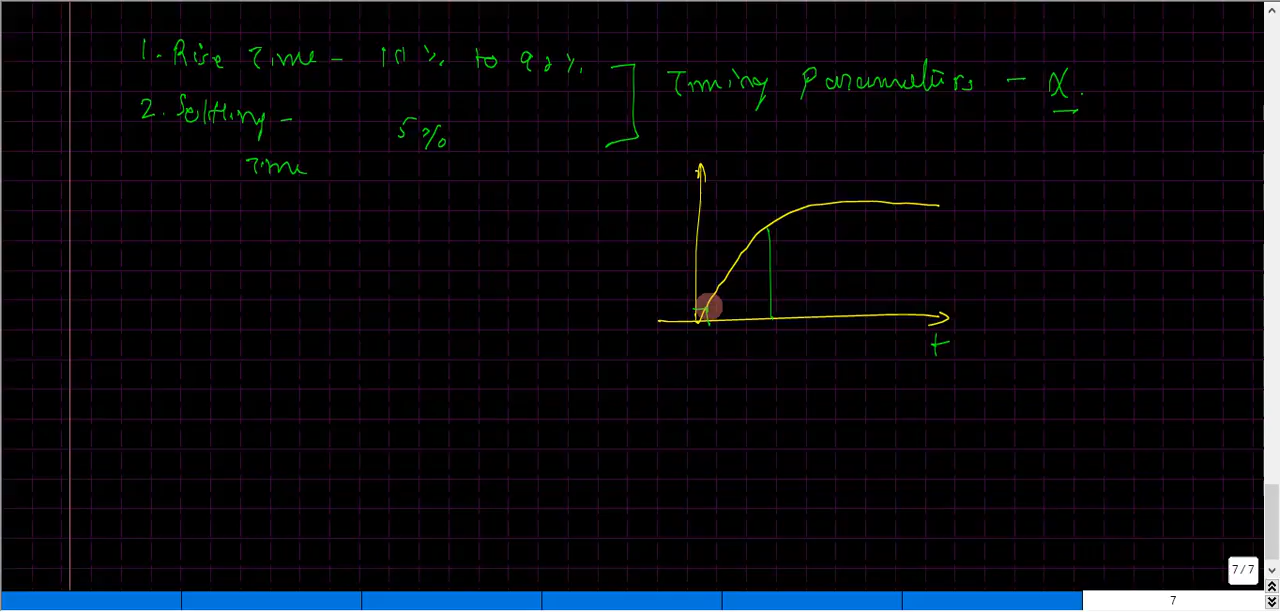 1. Rise Time - 10% to 90%
2. Settling - 5%
Time
Timing Parameters - α.
t
7/7
7